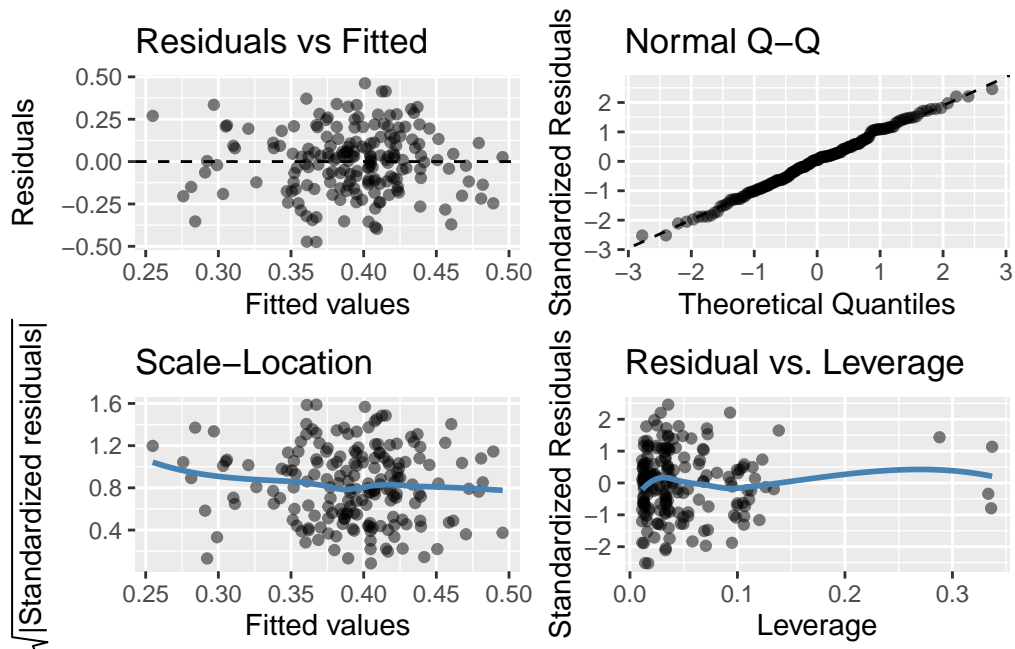 Residuals vs Fitted
Residuals
0.50
0.25
0.00
−0.25
−0.50
0.25 0.30 0.35 0.40 0.45 0.50
Fitted values
Normal Q−Q
Standardized Residuals
2
1
0
−1
−2
−3
−3 −2 −1 0 1 2 3
Theoretical Quantiles
Scale−Location
√|Standardized residuals|
1.6
1.2
0.8
0.4
0.25 0.30 0.35 0.40 0.45 0.50
Fitted values
Residual vs. Leverage
Standardized Residuals
2
1
0
−1
−2
0.0 0.1 0.2 0.3
Leverage